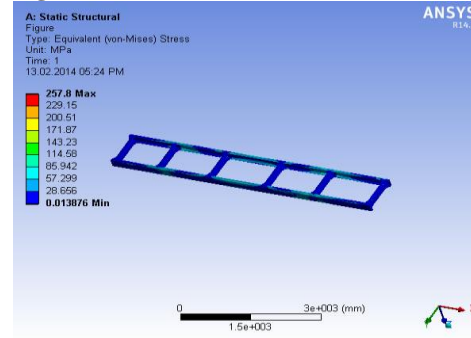 A: Static Structural
Figure
Type: Equivalent (von-Mises) Stress
Unit: MPa
Time: 1
13.02.2014 05:24 PM
ANSYS
R14.
257.8 Max
229.15
200.51
171.87
143.23
114.58
85.942
57.299
28.656
0.013876 Min
0
3e+003 (mm)
1.5e+003